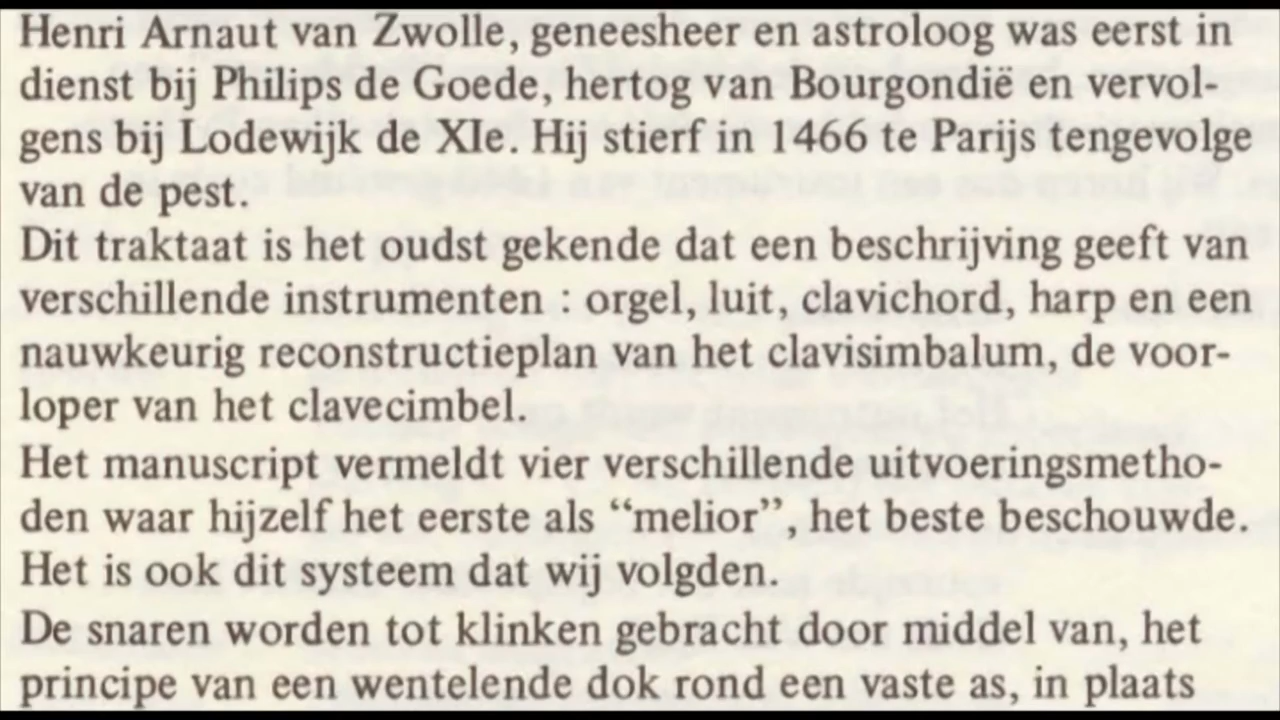 Henri Arnaut van Zwolle, geneesheer en astroloog was eerst in
dienst bij Philips de Goede, hertog van Bourgondië en vervol-
gens bij Lodewijk de XIe. Hij stierf in 1466 te Parijs tengevolge
van de pest.
Dit traktaat is het oudst gekende dat een beschrijving geeft van
verschillende instrumenten : orgel, luit, clavichord, harp en een
nauwkeurig reconstructieplan van het clavisimbalum, de voor-
loper van het clavecimbel.
Het manuscript vermeldt vier verschillende uitvoeringsmetho-
den waar hijzelf het eerste als “melior”, het beste beschouwde.
Het is ook dit systeem dat wij volgden.
De snaren worden tot klinken gebracht door middel van, het
principe van een wentelende dok rond een vaste as, in plaats